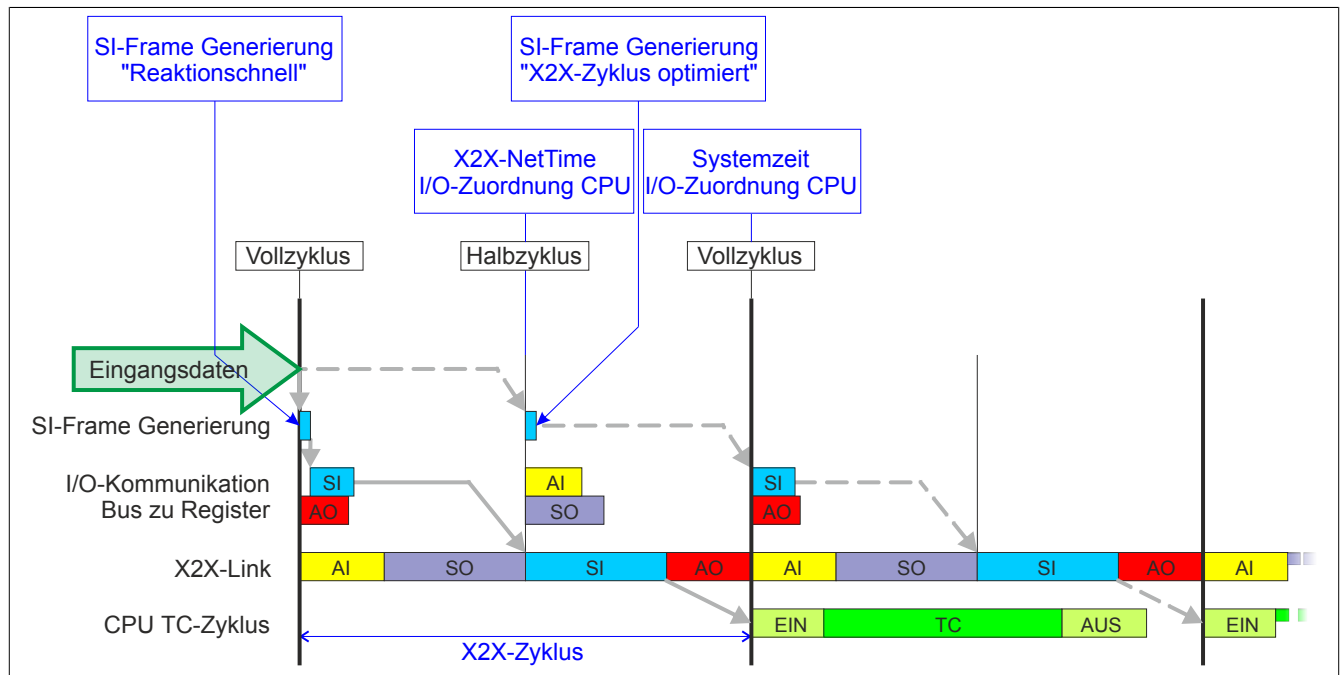 SI-Frame Generierung
"Reaktionschnell"
SI-Frame Generierung
"X2X-Zyklus optimiert"
X2X-NetTime
I/O-Zuordnung CPU
Systemzeit
I/O-Zuordnung CPU
Vollzyklus
Halbzyklus
Vollzyklus
Eingangsdaten
SI-Frame Generierung
I/O-Kommunikation
Bus zu Register
SI
AO
AI
SO
SI
AO
X2X-Link
AI
SO
SI
AO
AI
SO
SI
AO
AI
CPU TC-Zyklus
EIN
TC
AUS
EIN
X2X-Zyklus